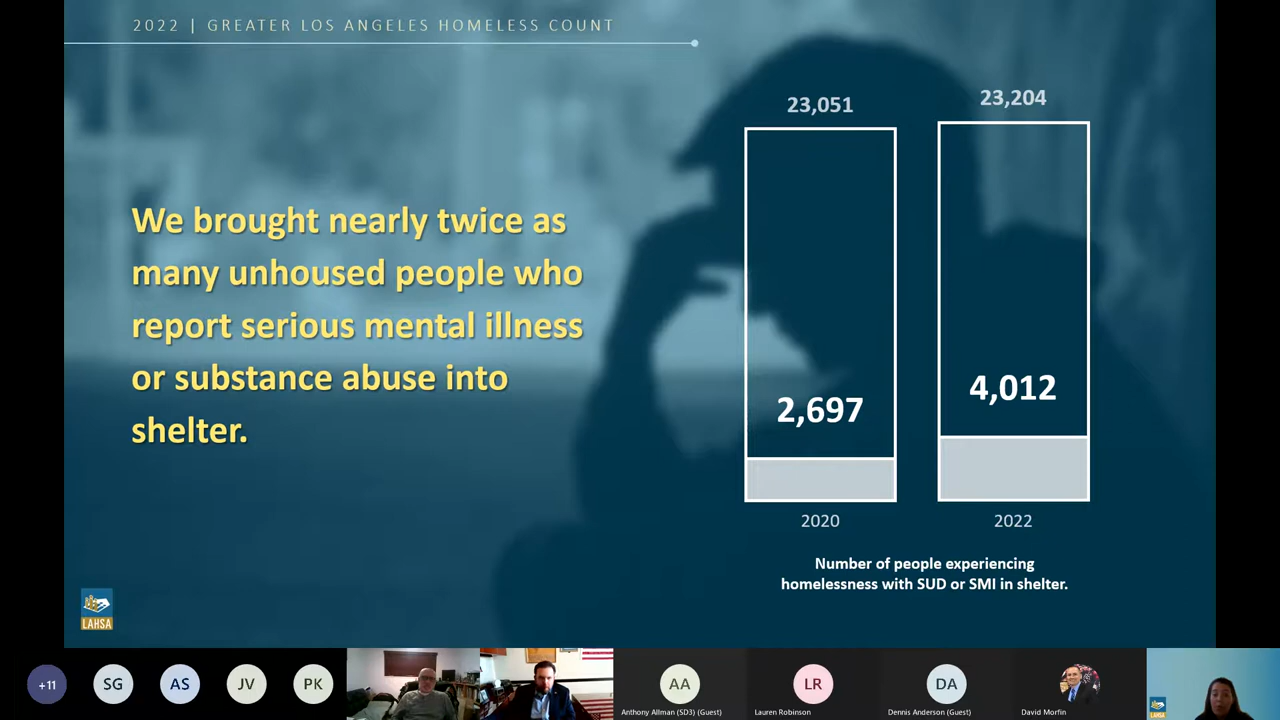 2022 | GREATER LOS ANGELES HOMELESS COUNT
We brought nearly twice as
many unhoused people who
report serious mental illness
or substance abuse into
shelter.
23,051
23,204
2,697
4,012
2020
2022
Number of people experiencing
homelessness with SUD or SMI in shelter.
LAHSA
+11
SG
AS
JV
PK
AA
Anthony Allman (SD3) (Guest)
LR
Lauren Robinson
DA
Dennis Anderson (Guest)
David Morfin
LAHSA